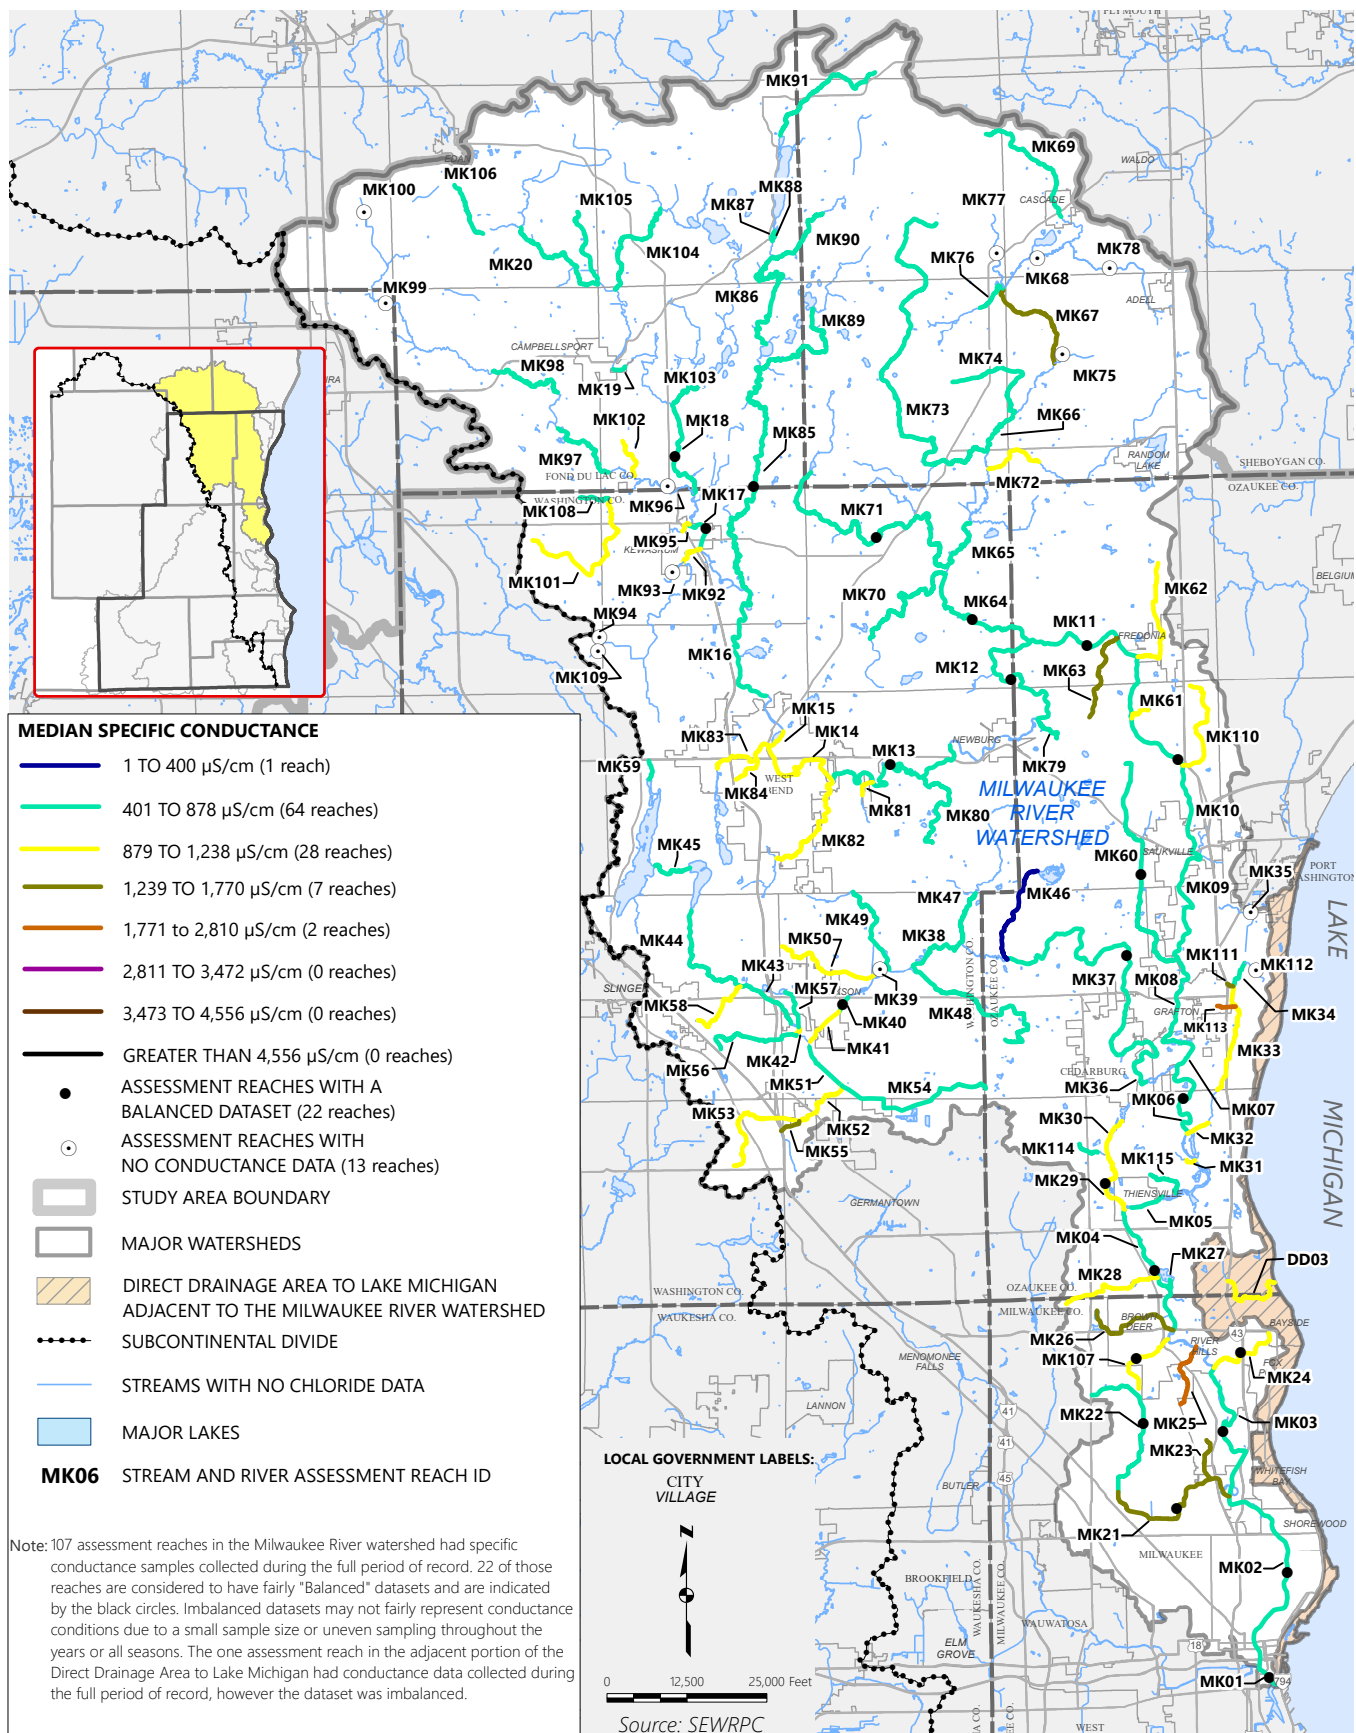 PLYMOUTH
MK91
MK69
WALDO
EDAN
MK106
MK100
MK105
MK88
MK87
MK77
CASCADE
MK90
MK104
MK20
MK76
MK78
MK68
MK99
MK86
ADELL
MK89
MK67
CAMPBELLSPORT
MK98
MK19
MK103
MK74
MK75
MK102
MK18
MK73
MK85
MK66
MK97
FOND DU LAC CO.
WASHINGTON CO.
RANDOM
LAKE
SHEBOYGAN CO.
OZAUKEE CO.
MK72
MK17
MK108
MK96
MK71
MK95
KEWASKUM
MK65
MK101
MK93
MK92
MK70
MK62
BELGIUM
MK64
MK94
MK11
FREDONIA
MK16
MK12
MK63
MK109
MK61
MK15
MK83
MK14
MK13
NEWBURG
MK110
MK59
MK79
WEST
BEND
MK84
MK81
MILWAUKEE
RIVER
WATERSHED
MK10
MK80
MK82
MK45
MK60
SAUKVILLE
PORT
WASHINGTON
MK35
MK47
MK46
MK09
MK49
MK44
MK50
MK38
WASHINGTON CO.
OZAUKEE CO.
LAKE
MICHIGAN
MK43
MK111
MK112
SLINGER
MK57
MK39
MK37
MK08
MK58
MK40
MK48
GRAFTON
MK34
MK113
MK42
MK41
MK33
MK56
CEDARBURG
MK51
MK54
MK36
MK06
MK07
MK53
MK52
MK30
MK32
MK55
MK114
MK115
MK31
MK29
THIENSVILLE
GERMANTOWN
MK05
MK04
MK27
DD03
MK28
OZAUKEE CO.
MILWAUKEE CO.
WASHINGTON CO.
WAUKESHA CO.
BROWN
DEER
BAYSIDE
MK26
RIVER
HILLS
43
MENOMONEE
FALLS
MK107
MK24
LANNON
MK22
MK25
MK03
41
MK23
41
WHITEFISH
BAY
45
BUTLER
MK21
SHOREWOOD
MILWAUKEE
MK02
BROOKFIELD
WAUKESHA CO.
MILWAUKEE CO.
WAUWATOSA
ELM
GROVE
18
MK01
794
WEST
MEDIAN SPECIFIC CONDUCTANCE
1 TO 400 µS/cm (1 reach)
401 TO 878 µS/cm (64 reaches)
879 TO 1,238 µS/cm (28 reaches)
1,239 TO 1,770 µS/cm (7 reaches)
1,771 to 2,810 µS/cm (2 reaches)
2,811 TO 3,472 µS/cm (0 reaches)
3,473 TO 4,556 µS/cm (0 reaches)
GREATER THAN 4,556 µS/cm (0 reaches)
ASSESSMENT REACHES WITH A
BALANCED DATASET (22 reaches)
ASSESSMENT REACHES WITH
NO CONDUCTANCE DATA (13 reaches)
STUDY AREA BOUNDARY
MAJOR WATERSHEDS
DIRECT DRAINAGE AREA TO LAKE MICHIGAN
ADJACENT TO THE MILWAUKEE RIVER WATERSHED
SUBCONTINENTAL DIVIDE
STREAMS WITH NO CHLORIDE DATA
MAJOR LAKES
MK06 STREAM AND RIVER ASSESSMENT REACH ID
Note: 107 assessment reaches in the Milwaukee River watershed had specific
conductance samples collected during the full period of record. 22 of those
reaches are considered to have fairly "Balanced" datasets and are indicated
by the black circles. Imbalanced datasets may not fairly represent conductance
conditions due to a small sample size or uneven sampling throughout the
years or all seasons. The one assessment reach in the adjacent portion of the
Direct Drainage Area to Lake Michigan had conductance data collected during
the full period of record, however the dataset was imbalanced.
LOCAL GOVERNMENT LABELS:
CITY
VILLAGE
N
0 12,500 25,000 Feet
Source: SEWRPC